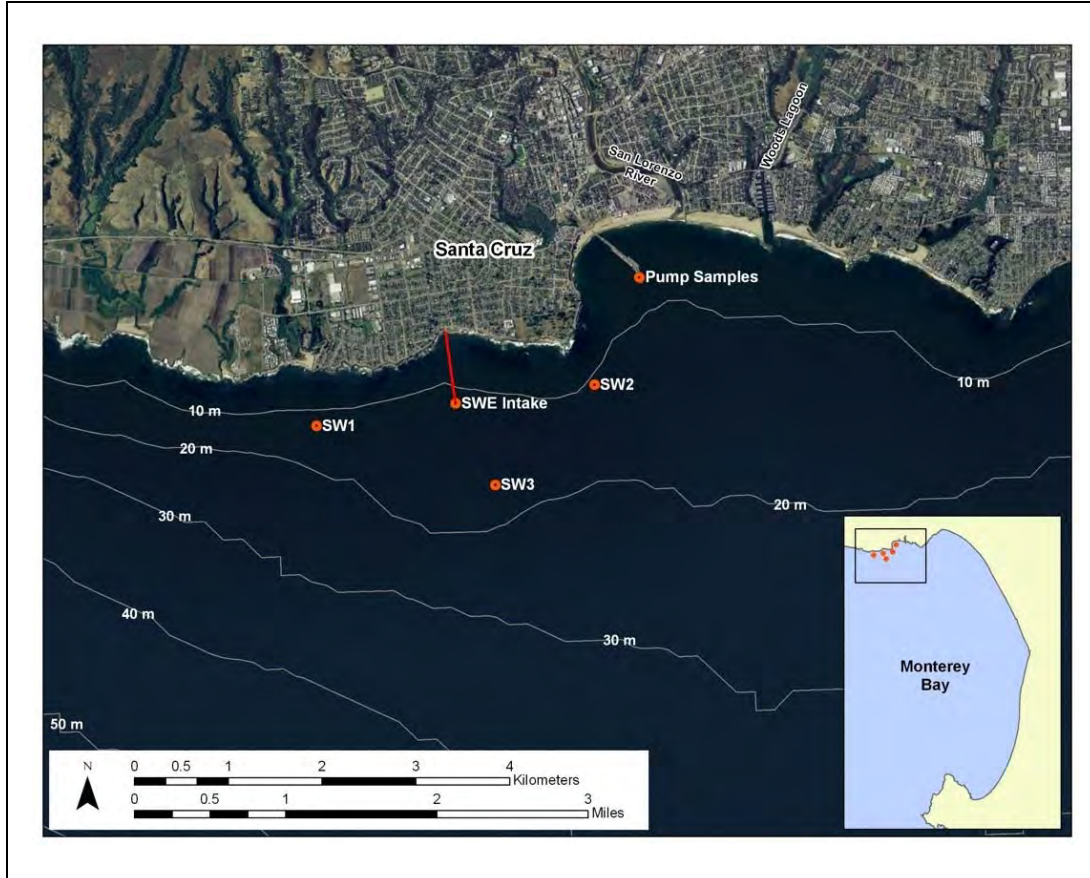 Woods Lagoon
San Lorenzo
River
Santa Cruz
Pump Samples
10 m
SW2
SWE Intake
10 m
SW1
20 m
SW3
20 m
30 m
40 m
30 m
50 m
Monterey
Bay
N
0 0.5 1 2 3 4
Kilometers
0 0.5 1 2 3
Miles